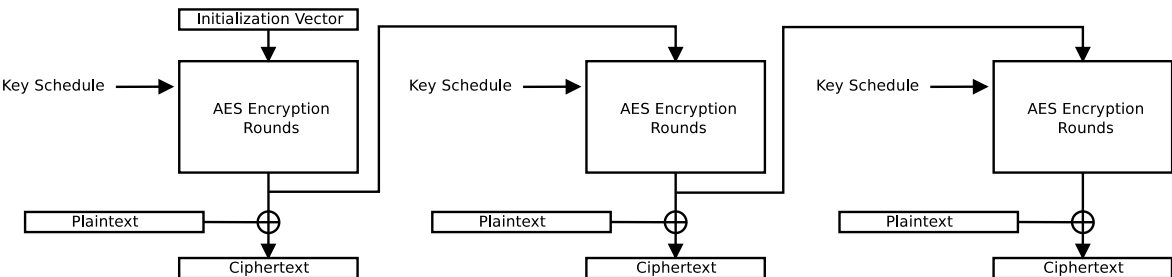 Initialization Vector
Key Schedule
AES Encryption
Rounds
Plaintext
Ciphertext
Key Schedule
AES Encryption
Rounds
Plaintext
Ciphertext
Key Schedule
AES Encryption
Rounds
Plaintext
Ciphertext